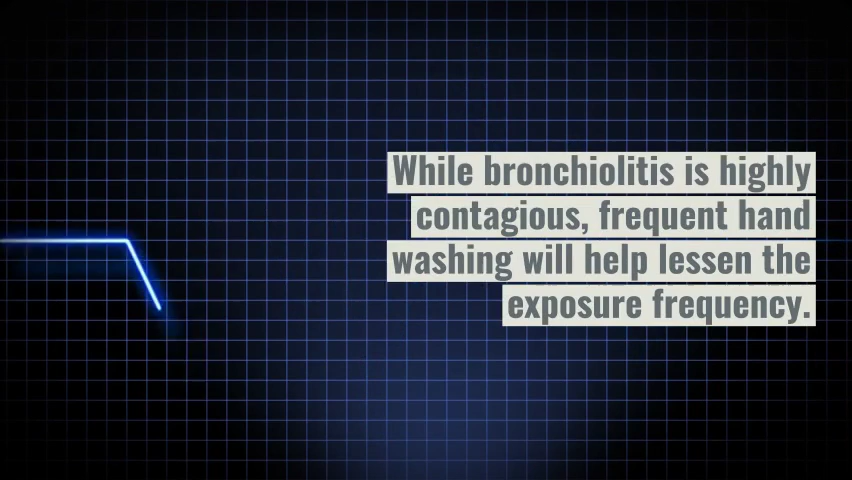 While bronchiolitis is highly
contagious, frequent hand
washing will help lessen the
exposure frequency.